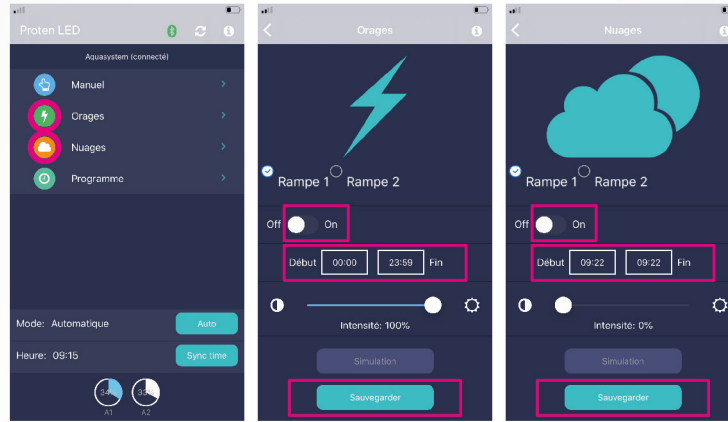 Proten LED
Aquasystem (connecté)
Manuel
Orages
Nuages
Programme
Mode: Automatique
Auto
Heure: 09:15
Sync time
34%
33%
A1
A2
Orages
Rampe 1 Rampe 2
Off On
Début 00:00 23:59 Fin
Intensité: 100%
Simulation
Sauvegarder
Nuages
Rampe 1 Rampe 2
Off On
Début 09:22 09:22 Fin
Intensité: 0%
Simulation
Sauvegarder